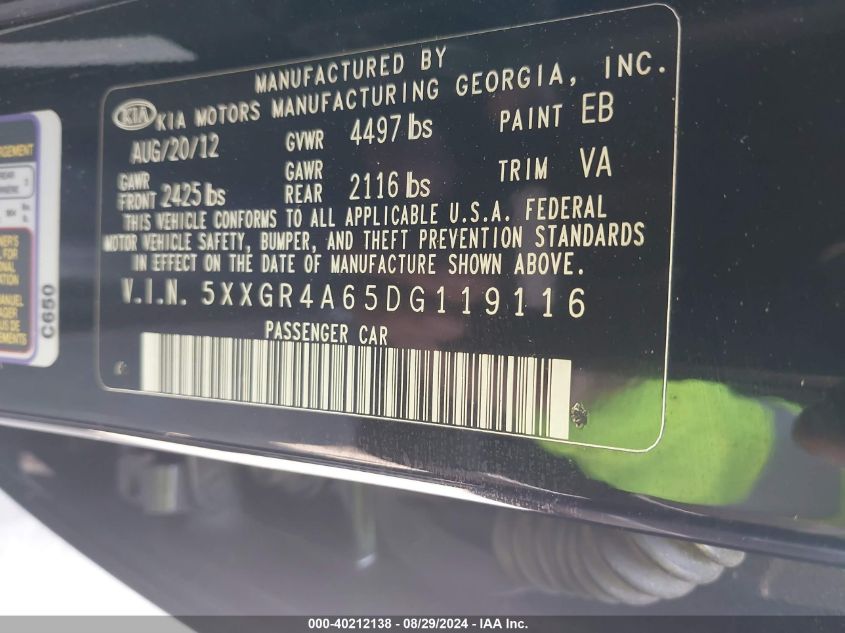 MANUFACTURED BY
KIA KIA MOTORS MANUFACTURING GEORGIA, INC.
AUG/20/12 GVWR 4497 lbs PAINT EB
GAWR FRONT 2425 lbs GAWR REAR 2116 lbs TRIM VA
THIS VEHICLE CONFORMS TO ALL APPLICABLE U.S.A. FEDERAL
MOTOR VEHICLE SAFETY, BUMPER, AND THEFT PREVENTION STANDARDS
IN EFFECT ON THE DATE OF MANUFACTURE SHOWN ABOVE.
V.I.N. 5XXGR4A65DG119116
PASSENGER CAR
C650
000-40212138 - 08/29/2024 - IAA Inc.